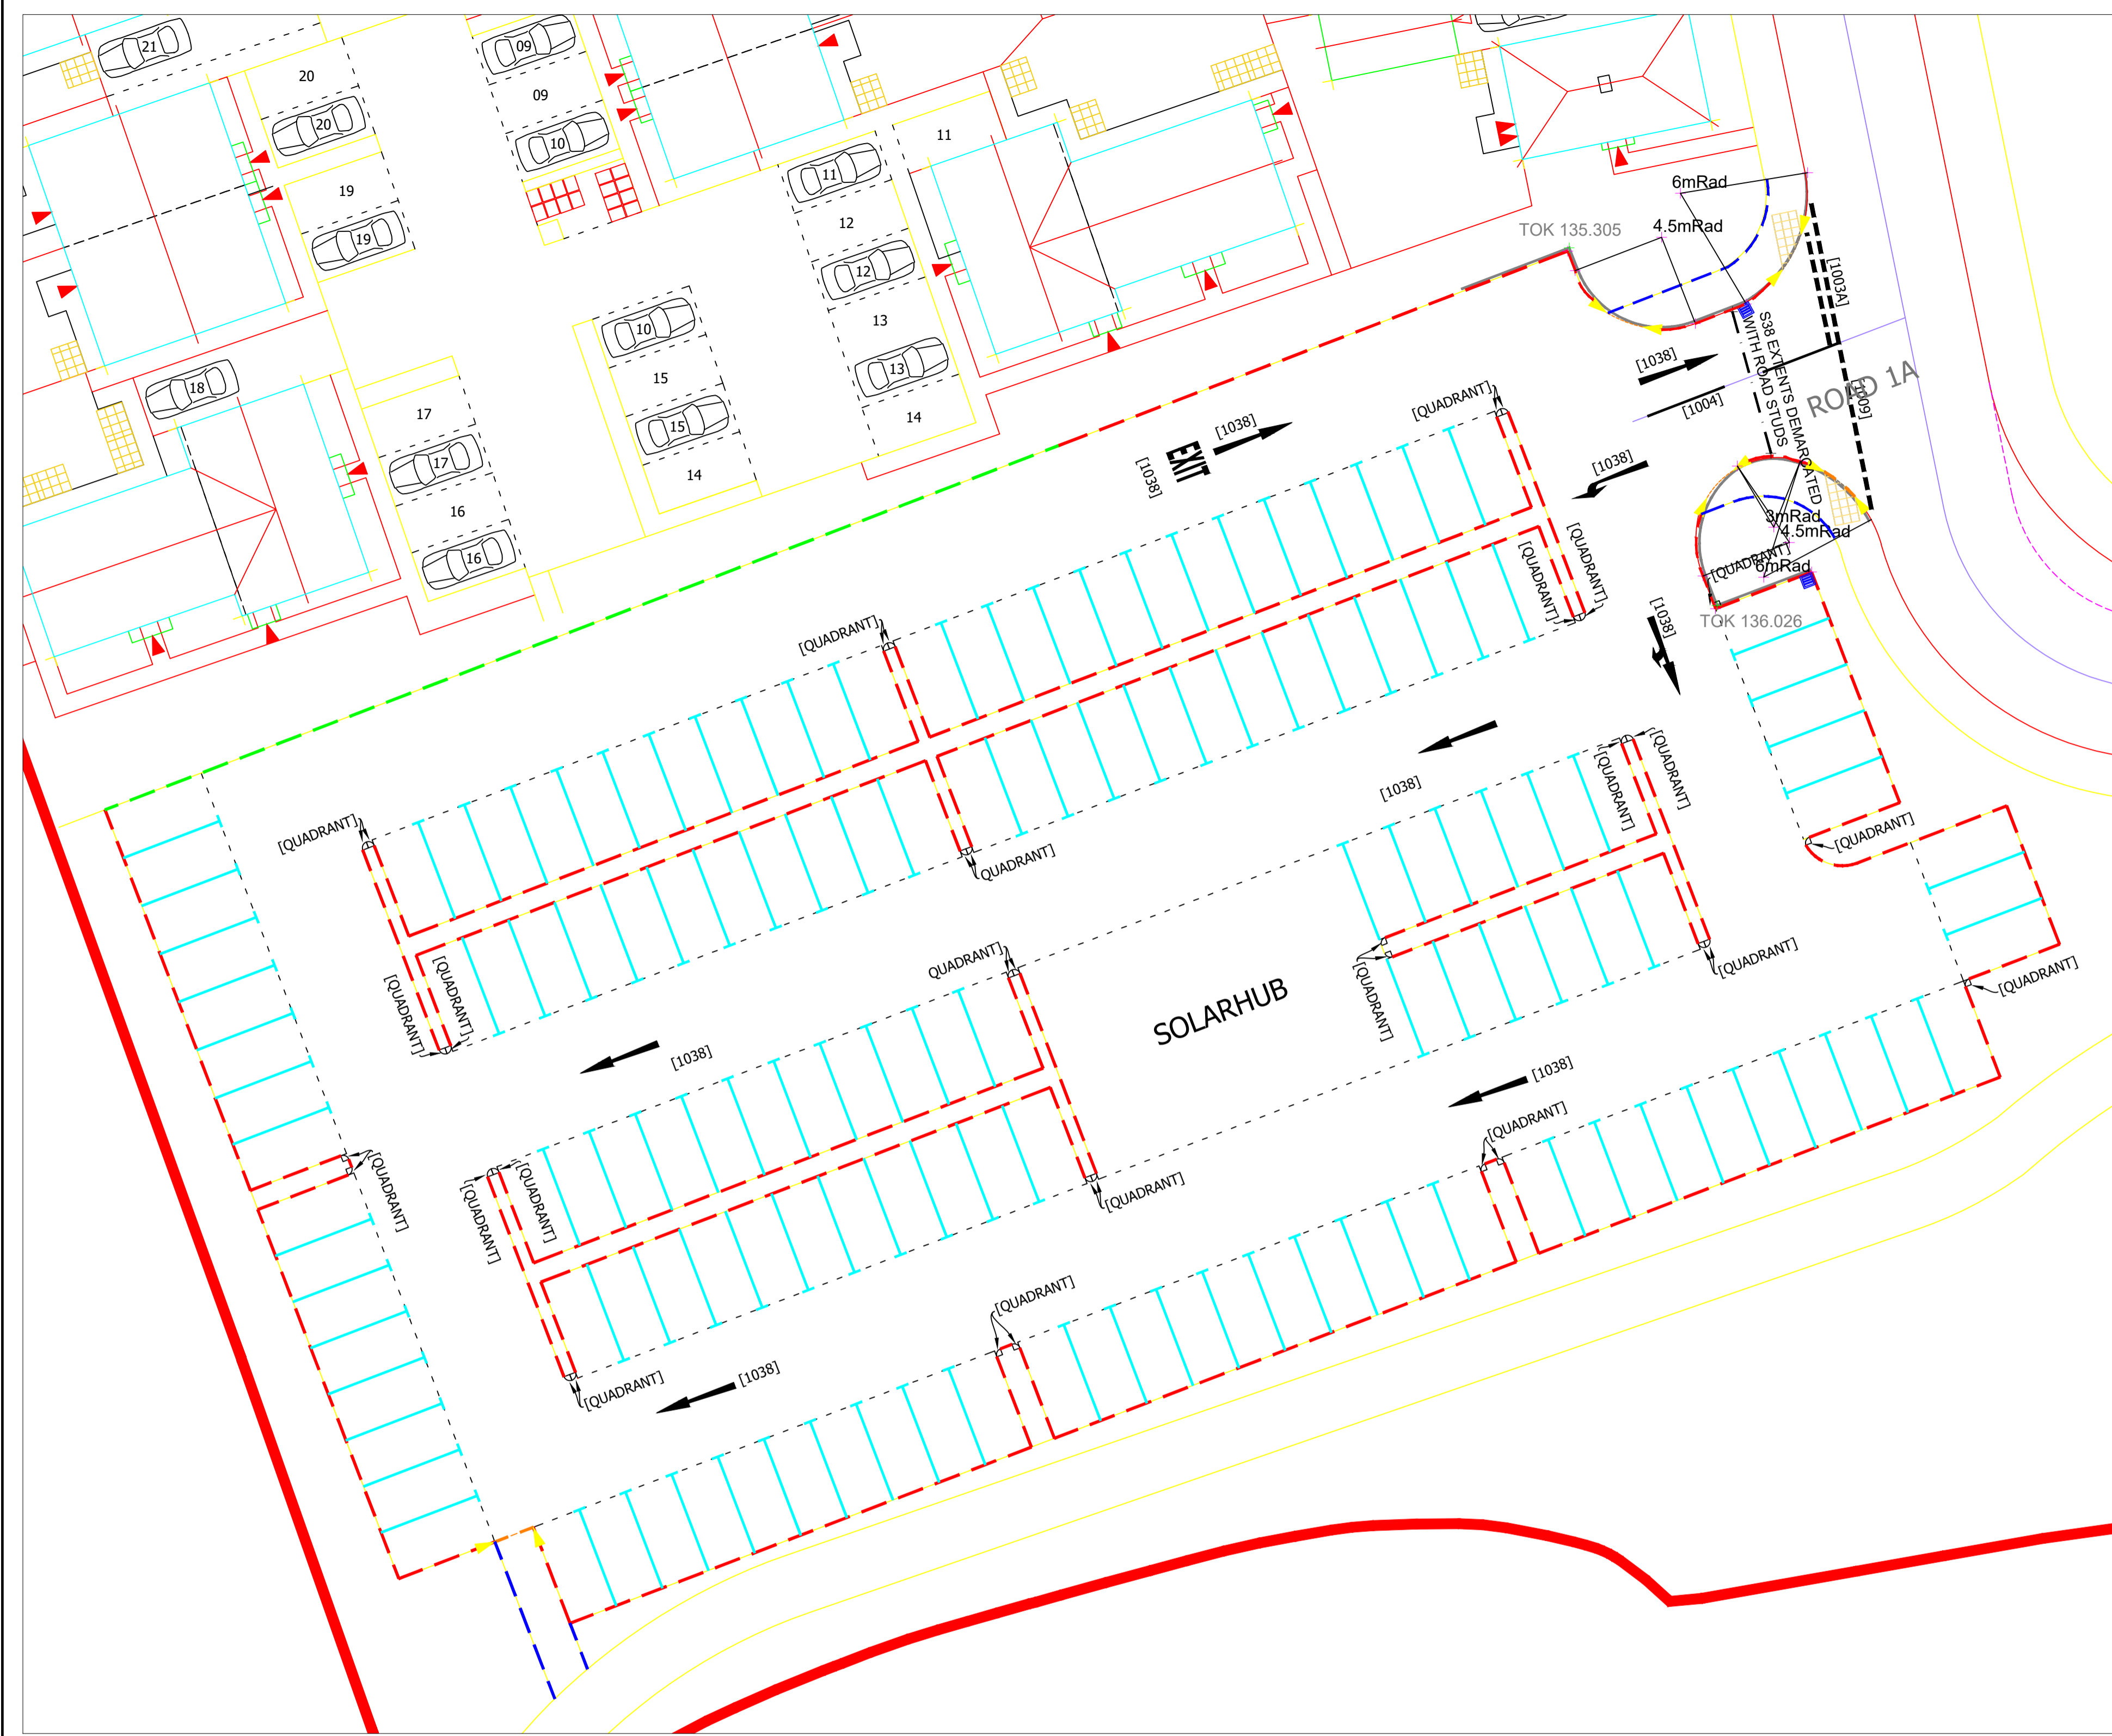 21
20
20
19
19
18
17
17
16
16
09
09
10
10
15
15
14
11
11
12
12
13
13
14
TOK 135.305
6mRad
4.5mRad
[1003A]
[1038]
[1004]
S38 EXTENTS DEMARCATED
WITH ROAD STUDS
[1009]
ROAD 1A
[QUADRANT]
[1038]
EXIT
[1038]
[1038]
3mRad
4.5mRad
6mRad
[QUADRANT]
TOK 136.026
[QUADRANT]
[QUADRANT]
[1038]
[QUADRANT]
[QUADRANT]
[QUADRANT]
[1038]
[QUADRANT]
[QUADRANT]
QUADRANT]
[QUADRANT]
[QUADRANT]
[QUADRANT]
QUADRANT]
SOLARHUB
[QUADRANT]
[QUADRANT]
[QUADRANT]
[1038]
[1038]
[QUADRANT]
[QUADRANT]
[QUADRANT]
[QUADRANT]
[QUADRANT]
[QUADRANT]
[1038]
[QUADRANT]